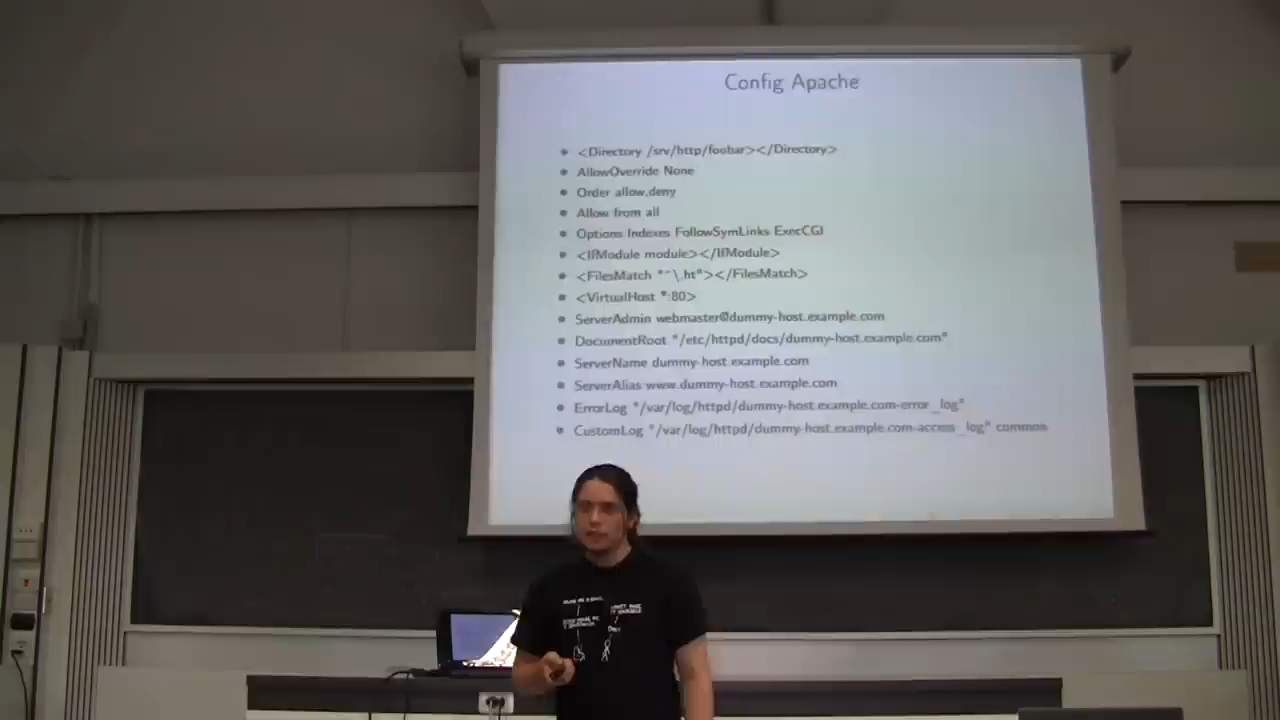 Config Apache
<Directory /srv/http/foobar></Directory>
AllowOverride None
Order allow,deny
Allow from all
Options Indexes FollowSymLinks ExecCGI
<IfModule module></IfModule>
<FilesMatch "^\.ht"></FilesMatch>
<VirtualHost *:80>
ServerAdmin webmaster@dummy-host.example.com
DocumentRoot "/etc/httpd/docs/dummy-host.example.com"
ServerName dummy-host.example.com
ServerAlias www.dummy-host.example.com
ErrorLog "/var/log/httpd/dummy-host.example.com-error_log"
CustomLog "/var/log/httpd/dummy-host.example.com-access_log" common